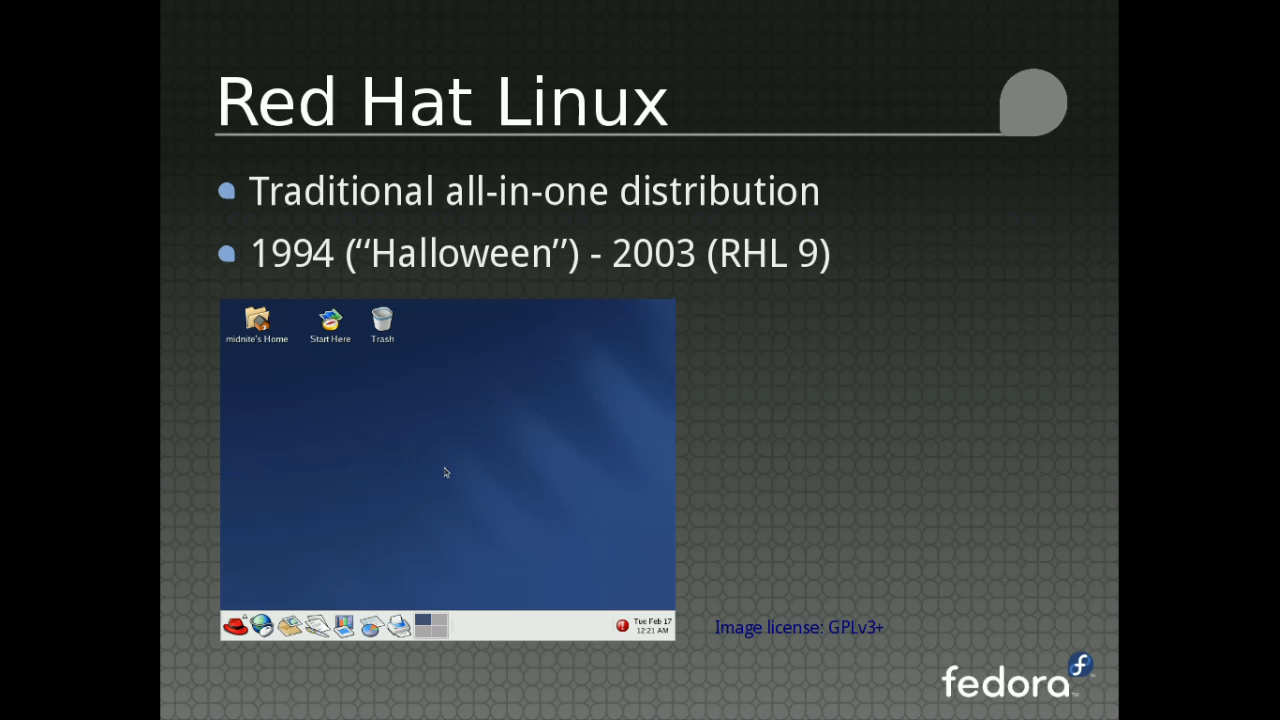 Red Hat Linux
Traditional all-in-one distribution
1994 (“Halloween”) - 2003 (RHL 9)
midnite's Home
Start Here
Trash
Tue Feb 17
12:21 AM
Image license: GPLv3+
fedora